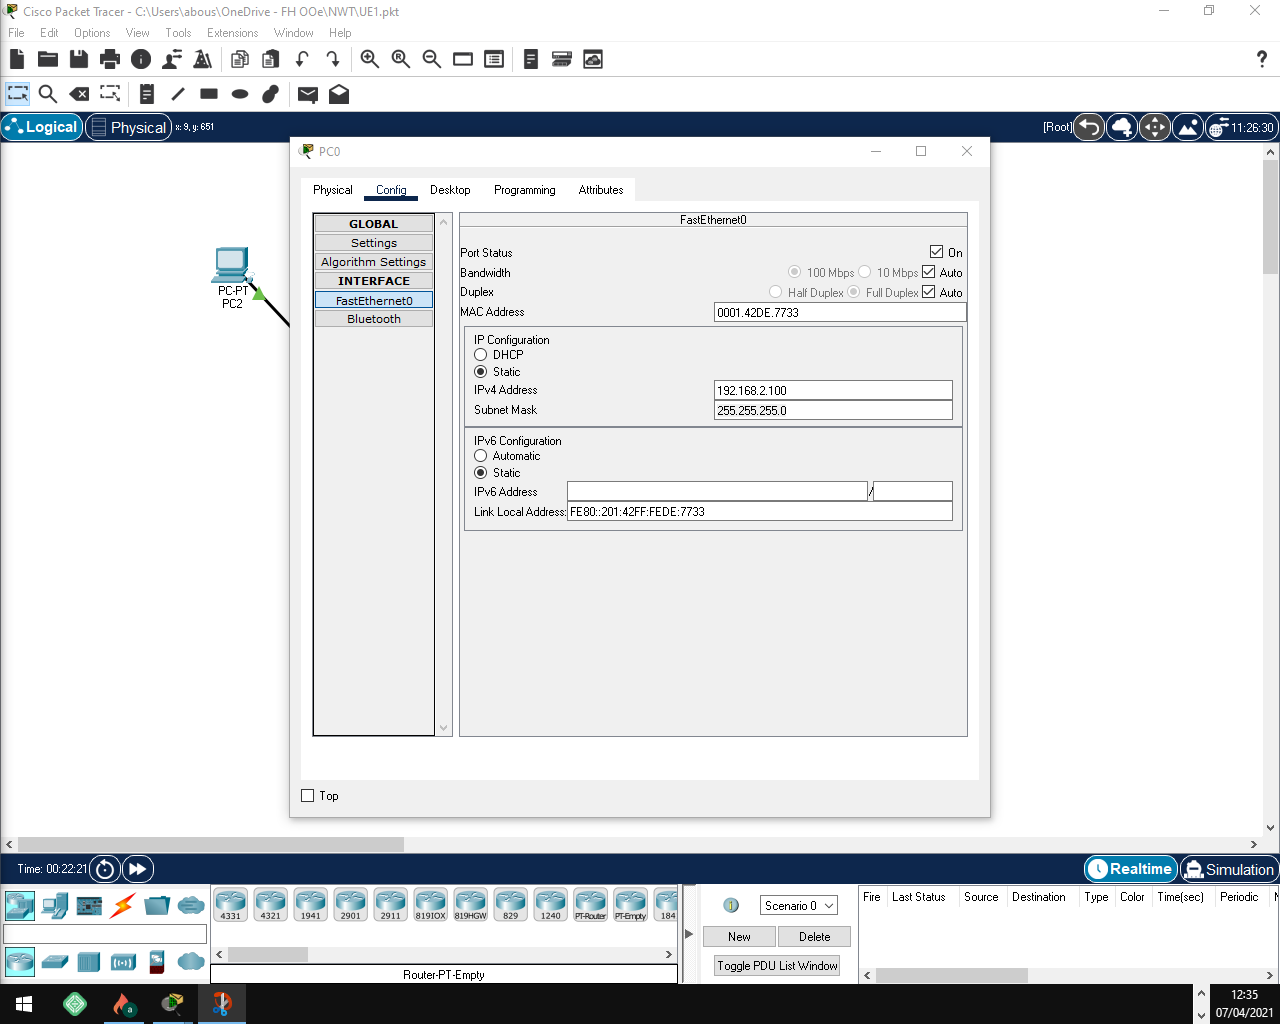 Cisco Packet Tracer - C:\Users\abous\OneDrive - FH OOe\NWT\UE1.pkt
File Edit Options View Tools Extensions Window Help
Logical Physical x: 9, y: 651 [Root] 11:26:30
PC0
Physical Config Desktop Programming Attributes
GLOBAL
Settings
Algorithm Settings
INTERFACE
FastEthernet0
Bluetooth
FastEthernet0
Port Status On
Bandwidth 100 Mbps 10 Mbps Auto
Duplex Half Duplex Full Duplex Auto
MAC Address 0001.42DE.7733
IP Configuration
DHCP
Static
IPv4 Address 192.168.2.100
Subnet Mask 255.255.255.0
IPv6 Configuration
Automatic
Static
IPv6 Address /
Link Local Address: FE80::201:42FF:FEDE:7733
PC-PT
PC2
Top
Time: 00:22:21 Realtime Simulation
4331 4321 1941 2901 2911 819IOX 819HGW 829 1240 PT-Router PT-Empty 184
Router-PT-Empty
Scenario 0
New Delete
Toggle PDU List Window
Fire Last Status Source Destination Type Color Time(sec) Periodic N
12:35
07/04/2021